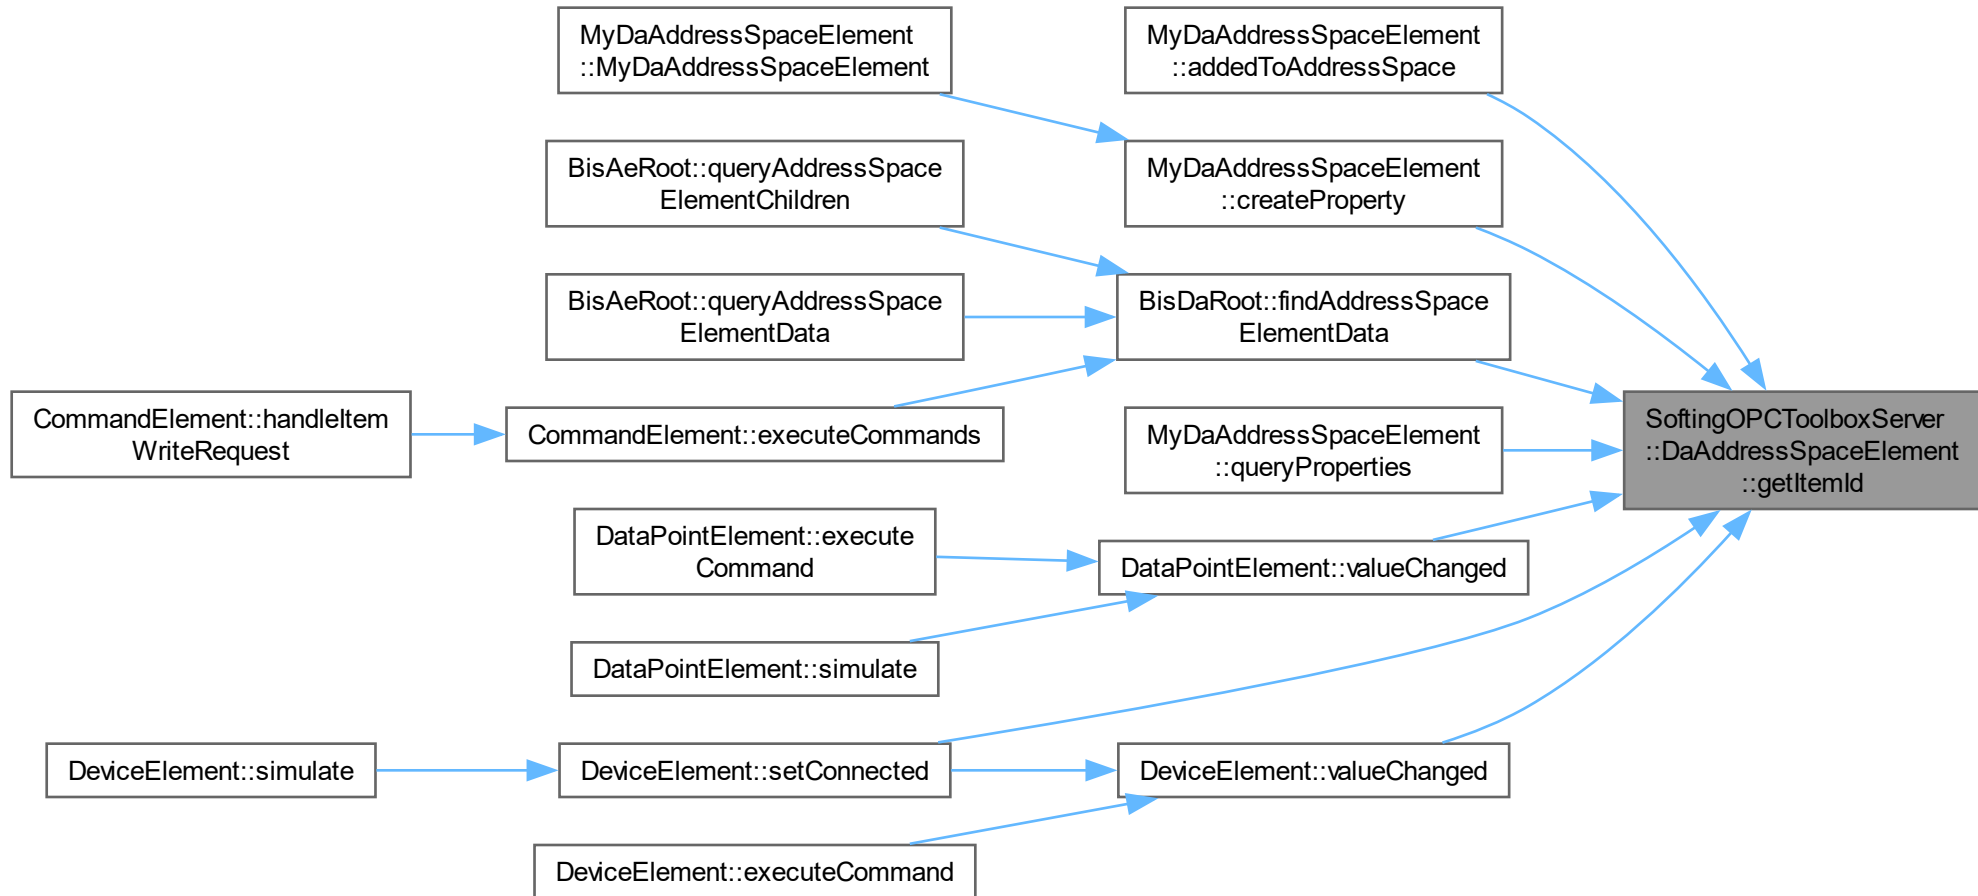 MyDaAddressSpaceElement
::MyDaAddressSpaceElement
MyDaAddressSpaceElement
::addedToAddressSpace
BisAeRoot::queryAddressSpace
ElementChildren
MyDaAddressSpaceElement
::createProperty
BisAeRoot::queryAddressSpace
ElementData
BisDaRoot::findAddressSpace
ElementData
CommandElement::handleItem
WriteRequest
CommandElement::executeCommands
MyDaAddressSpaceElement
::queryProperties
SoftingOPCToolboxServer
::DaAddressSpaceElement
::getItemId
DataPointElement::execute
Command
DataPointElement::valueChanged
DataPointElement::simulate
DeviceElement::simulate
DeviceElement::setConnected
DeviceElement::valueChanged
DeviceElement::executeCommand